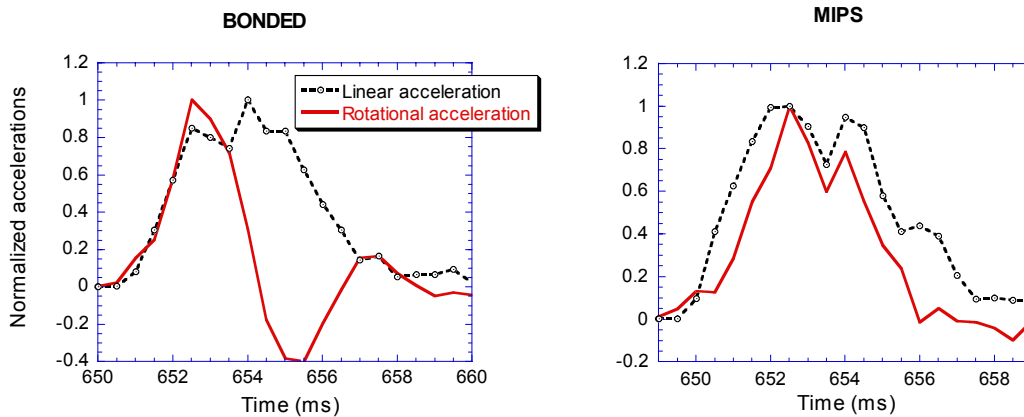 BONDED
MIPS
Normalized accelerations
1.2
1
0.8
0.6
0.4
0.2
0
-0.2
-0.4
Linear acceleration
Rotational acceleration
650 652 654 656 658 660
Time (ms)
1.2
1
0.8
0.6
0.4
0.2
0
-0.2
650 652 654 656 658
Time (ms)